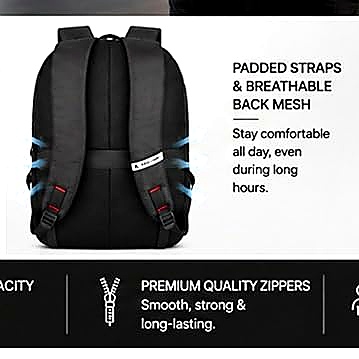 PADDED STRAPS
& BREATHABLE
BACK MESH
Stay comfortable
all day, even
during long
hours.
ACITY
PREMIUM QUALITY ZIPPERS
Smooth, strong &
long-lasting.